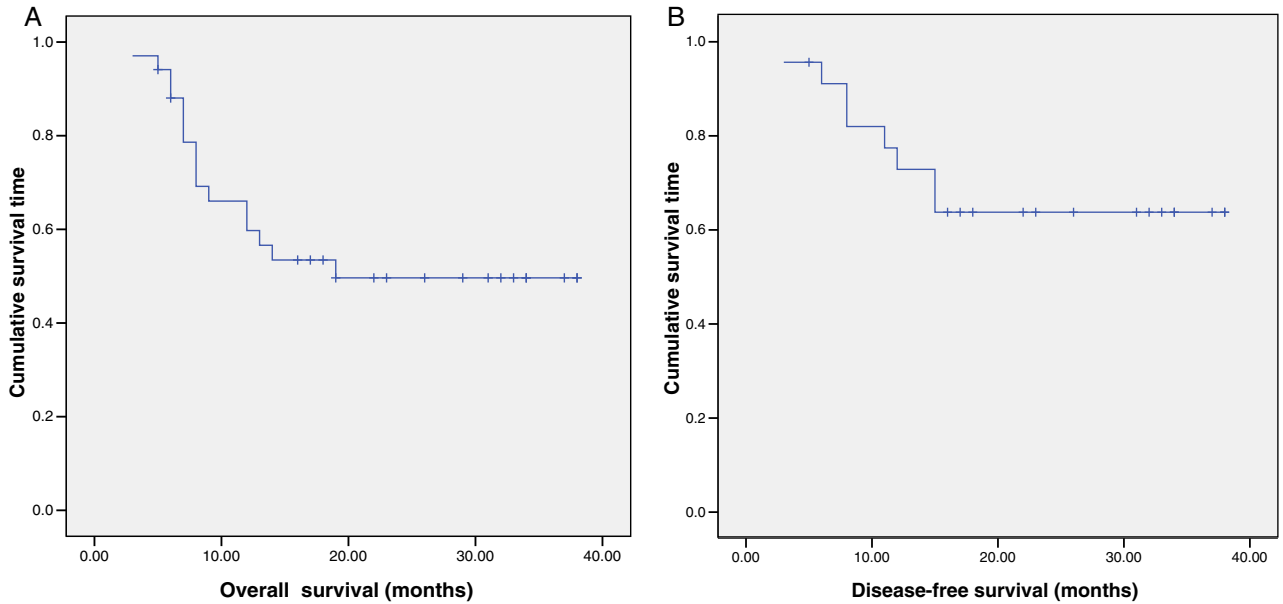 A
Cumulative survival time
1.0
0.8
0.6
0.4
0.2
0.0
0.00 10.00 20.00 30.00 40.00
Overall survival (months)
B
Cumulative survival time
1.0
0.8
0.6
0.4
0.2
0.0
0.00 10.00 20.00 30.00 40.00
Disease-free survival (months)